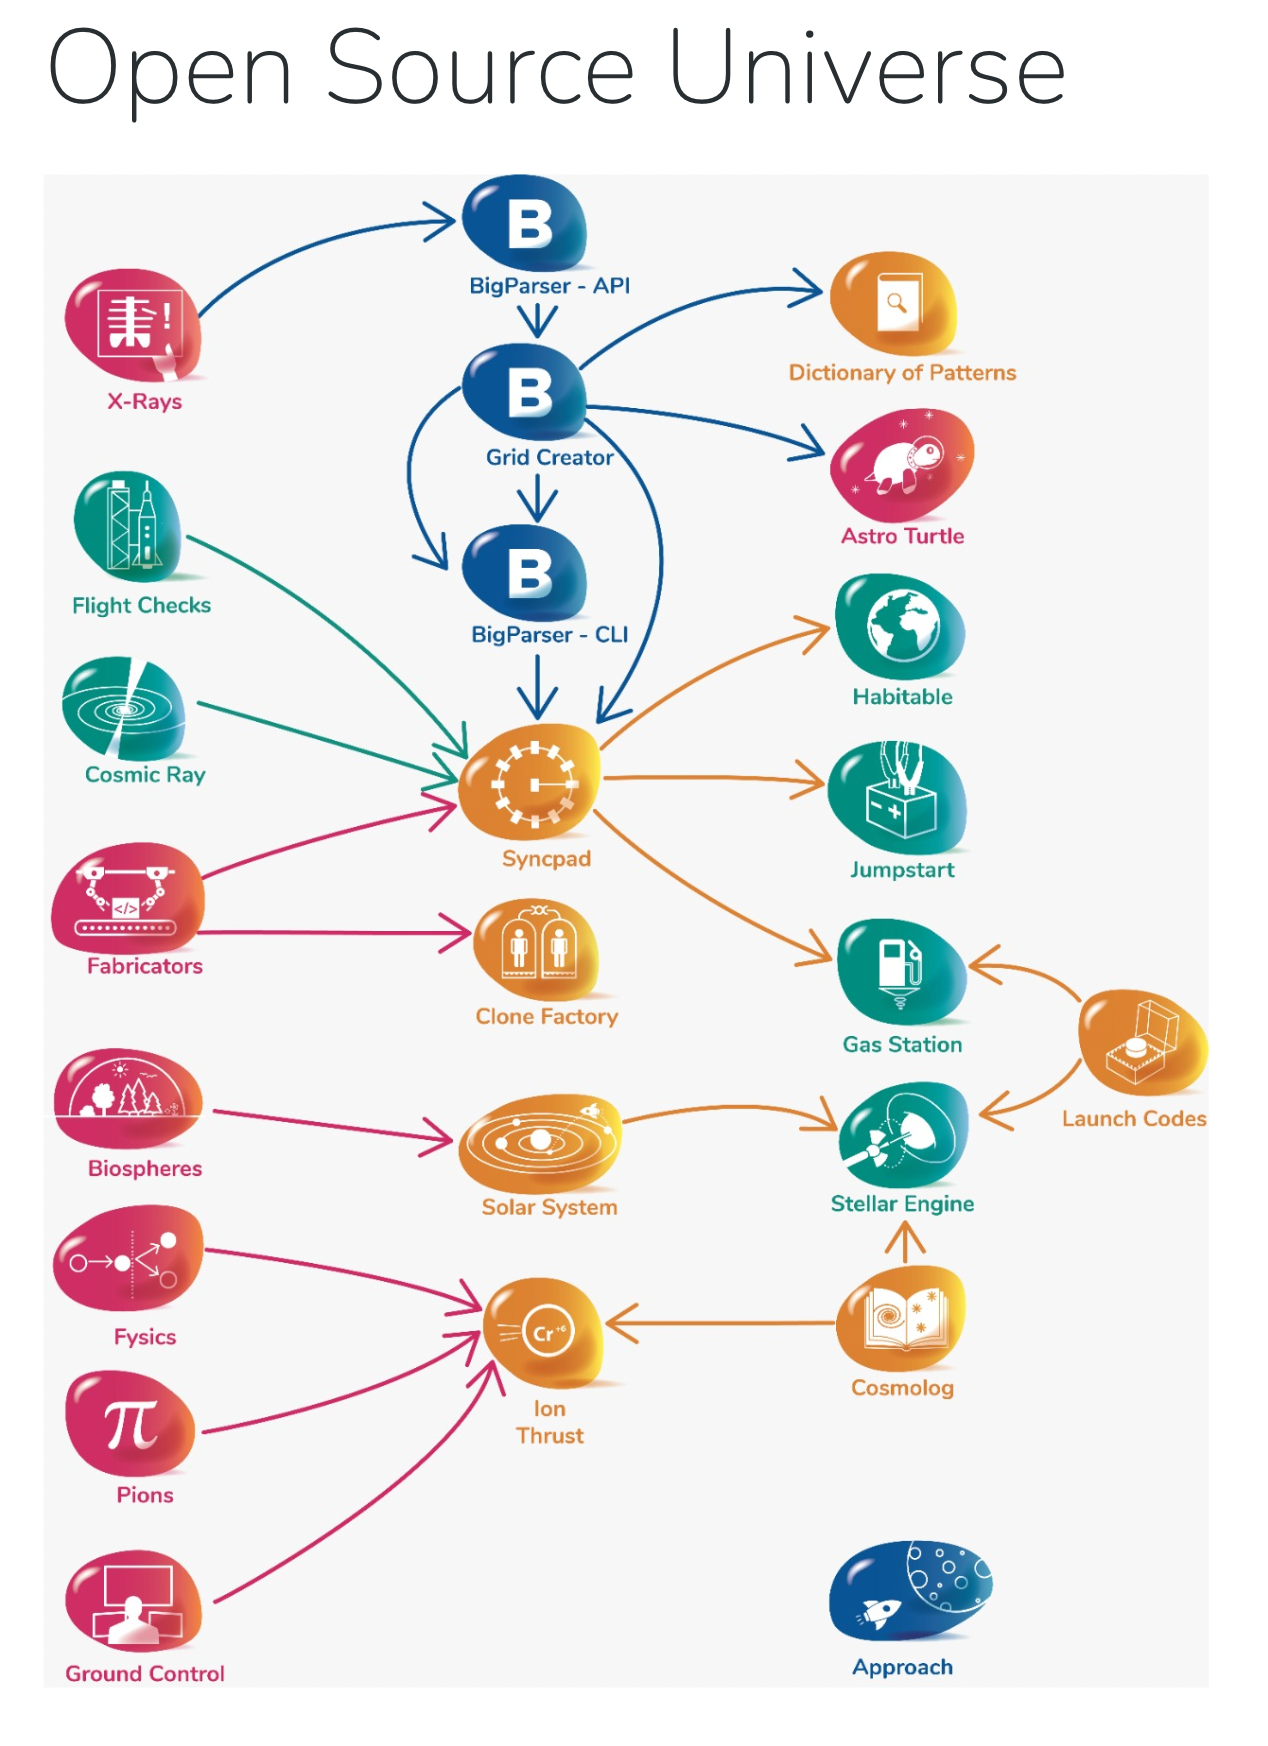 Open Source Universe
B
BigParser - API
X-Rays
!
B
Grid Creator
Dictionary of Patterns
Astro Turtle
Flight Checks
B
BigParser - CLI
Habitable
Cosmic Ray
Syncpad
- +
Jumpstart
</>
Fabricators
Clone Factory
Gas Station
Launch Codes
Biospheres
Solar System
Stellar Engine
Fysics
Cr+6
Ion
Thrust
Cosmolog
π
Pions
Ground Control
Approach